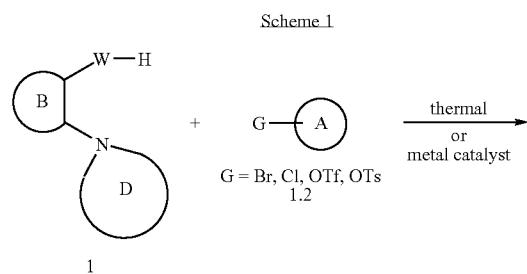 Scheme 1
W—H
B
N
D
1
+
G—A
G = Br, Cl, OTf, OTs
1.2
thermal
or
metal catalyst